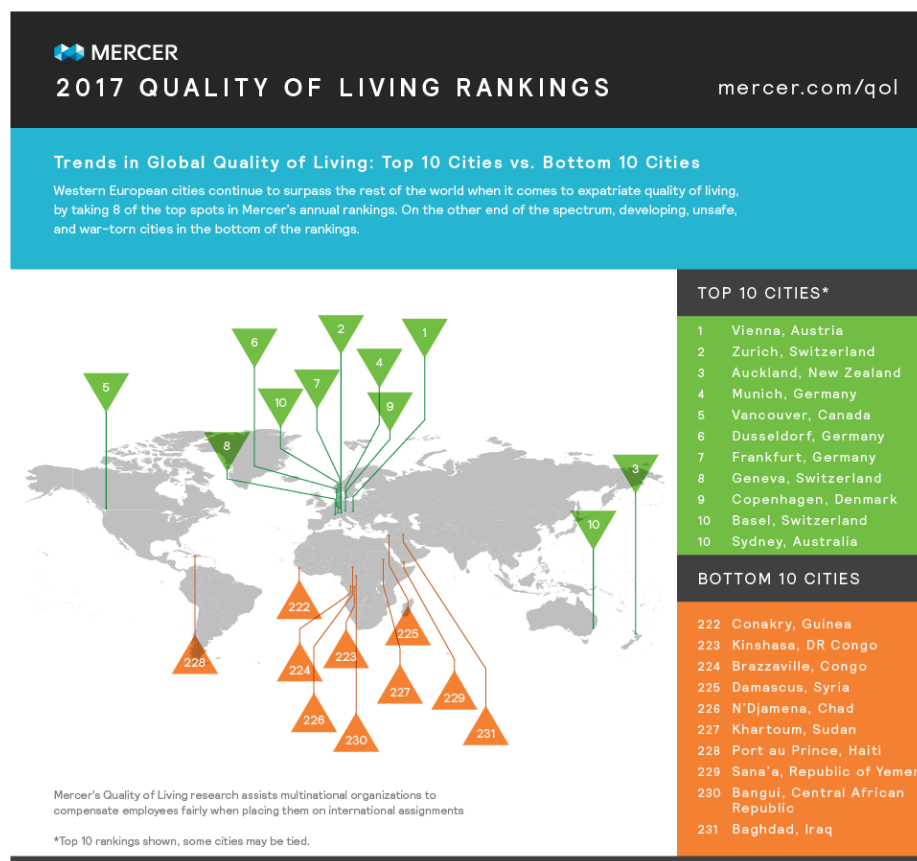 MERCER
2017 QUALITY OF LIVING RANKINGS
mercer.com/qol
Trends in Global Quality of Living: Top 10 Cities vs. Bottom 10 Cities
Western European cities continue to surpass the rest of the world when it comes to expatriate quality of living,
by taking 8 of the top spots in Mercer's annual rankings. On the other end of the spectrum, developing, unsafe,
and war-torn cities in the bottom of the rankings.
6
2
1
5
7
4
10
9
8
3
10
222
225
228
224
223
227
229
226
230
231
TOP 10 CITIES*
1 Vienna, Austria
2 Zurich, Switzerland
3 Auckland, New Zealand
4 Munich, Germany
5 Vancouver, Canada
6 Dusseldorf, Germany
7 Frankfurt, Germany
8 Geneva, Switzerland
9 Copenhagen, Denmark
10 Basel, Switzerland
10 Sydney, Australia
BOTTOM 10 CITIES
222 Conakry, Guinea
223 Kinshasa, DR Congo
224 Brazzaville, Congo
225 Damascus, Syria
226 N'Djamena, Chad
227 Khartoum, Sudan
228 Port au Prince, Haiti
229 Sana'a, Republic of Yemen
230 Bangui, Central African
Republic
231 Baghdad, Iraq
Mercer's Quality of Living research assists multinational organizations to
compensate employees fairly when placing them on international assignments
*Top 10 rankings shown, some cities may be tied.